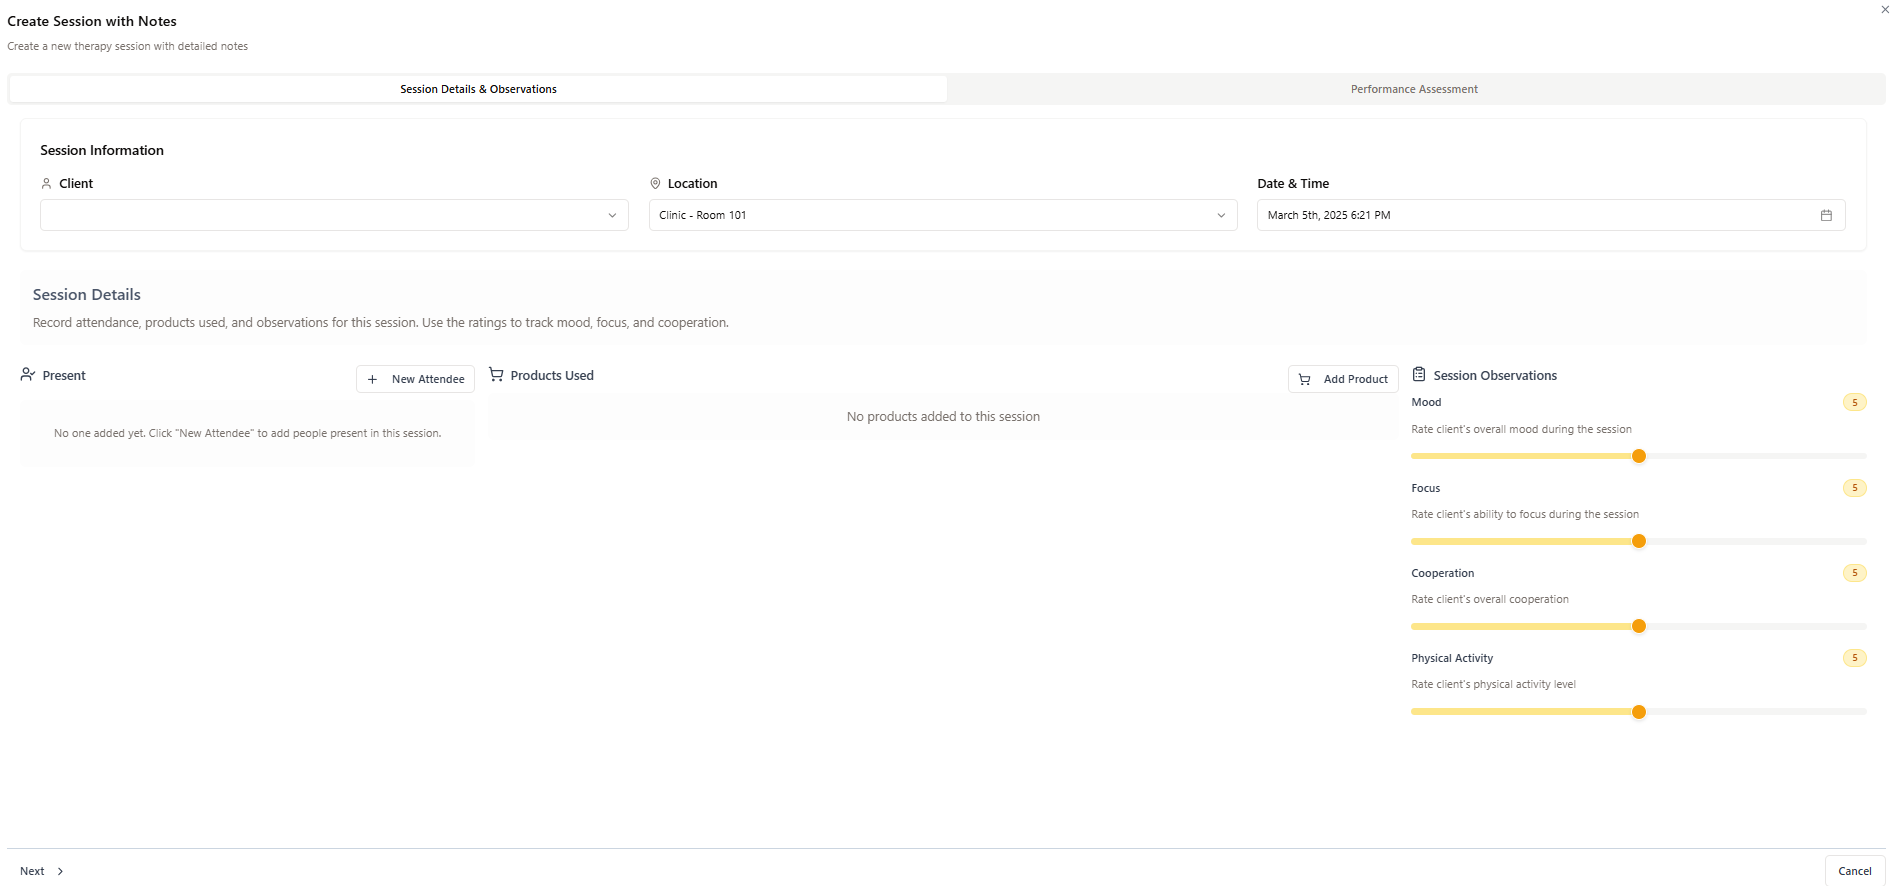 Create Session with Notes
Create a new therapy session with detailed notes
Session Details & Observations
Performance Assessment
Session Information
Client
Location
Date & Time
Clinic - Room 101
March 5th, 2025 6:21 PM
Session Details
Record attendance, products used, and observations for this session. Use the ratings to track mood, focus, and cooperation.
Present
New Attendee
No one added yet. Click "New Attendee" to add people present in this session.
Products Used
Add Product
No products added to this session
Session Observations
Mood
5
Rate client's overall mood during the session
Focus
5
Rate client's ability to focus during the session
Cooperation
5
Rate client's overall cooperation
Physical Activity
5
Rate client's physical activity level
Next
Cancel